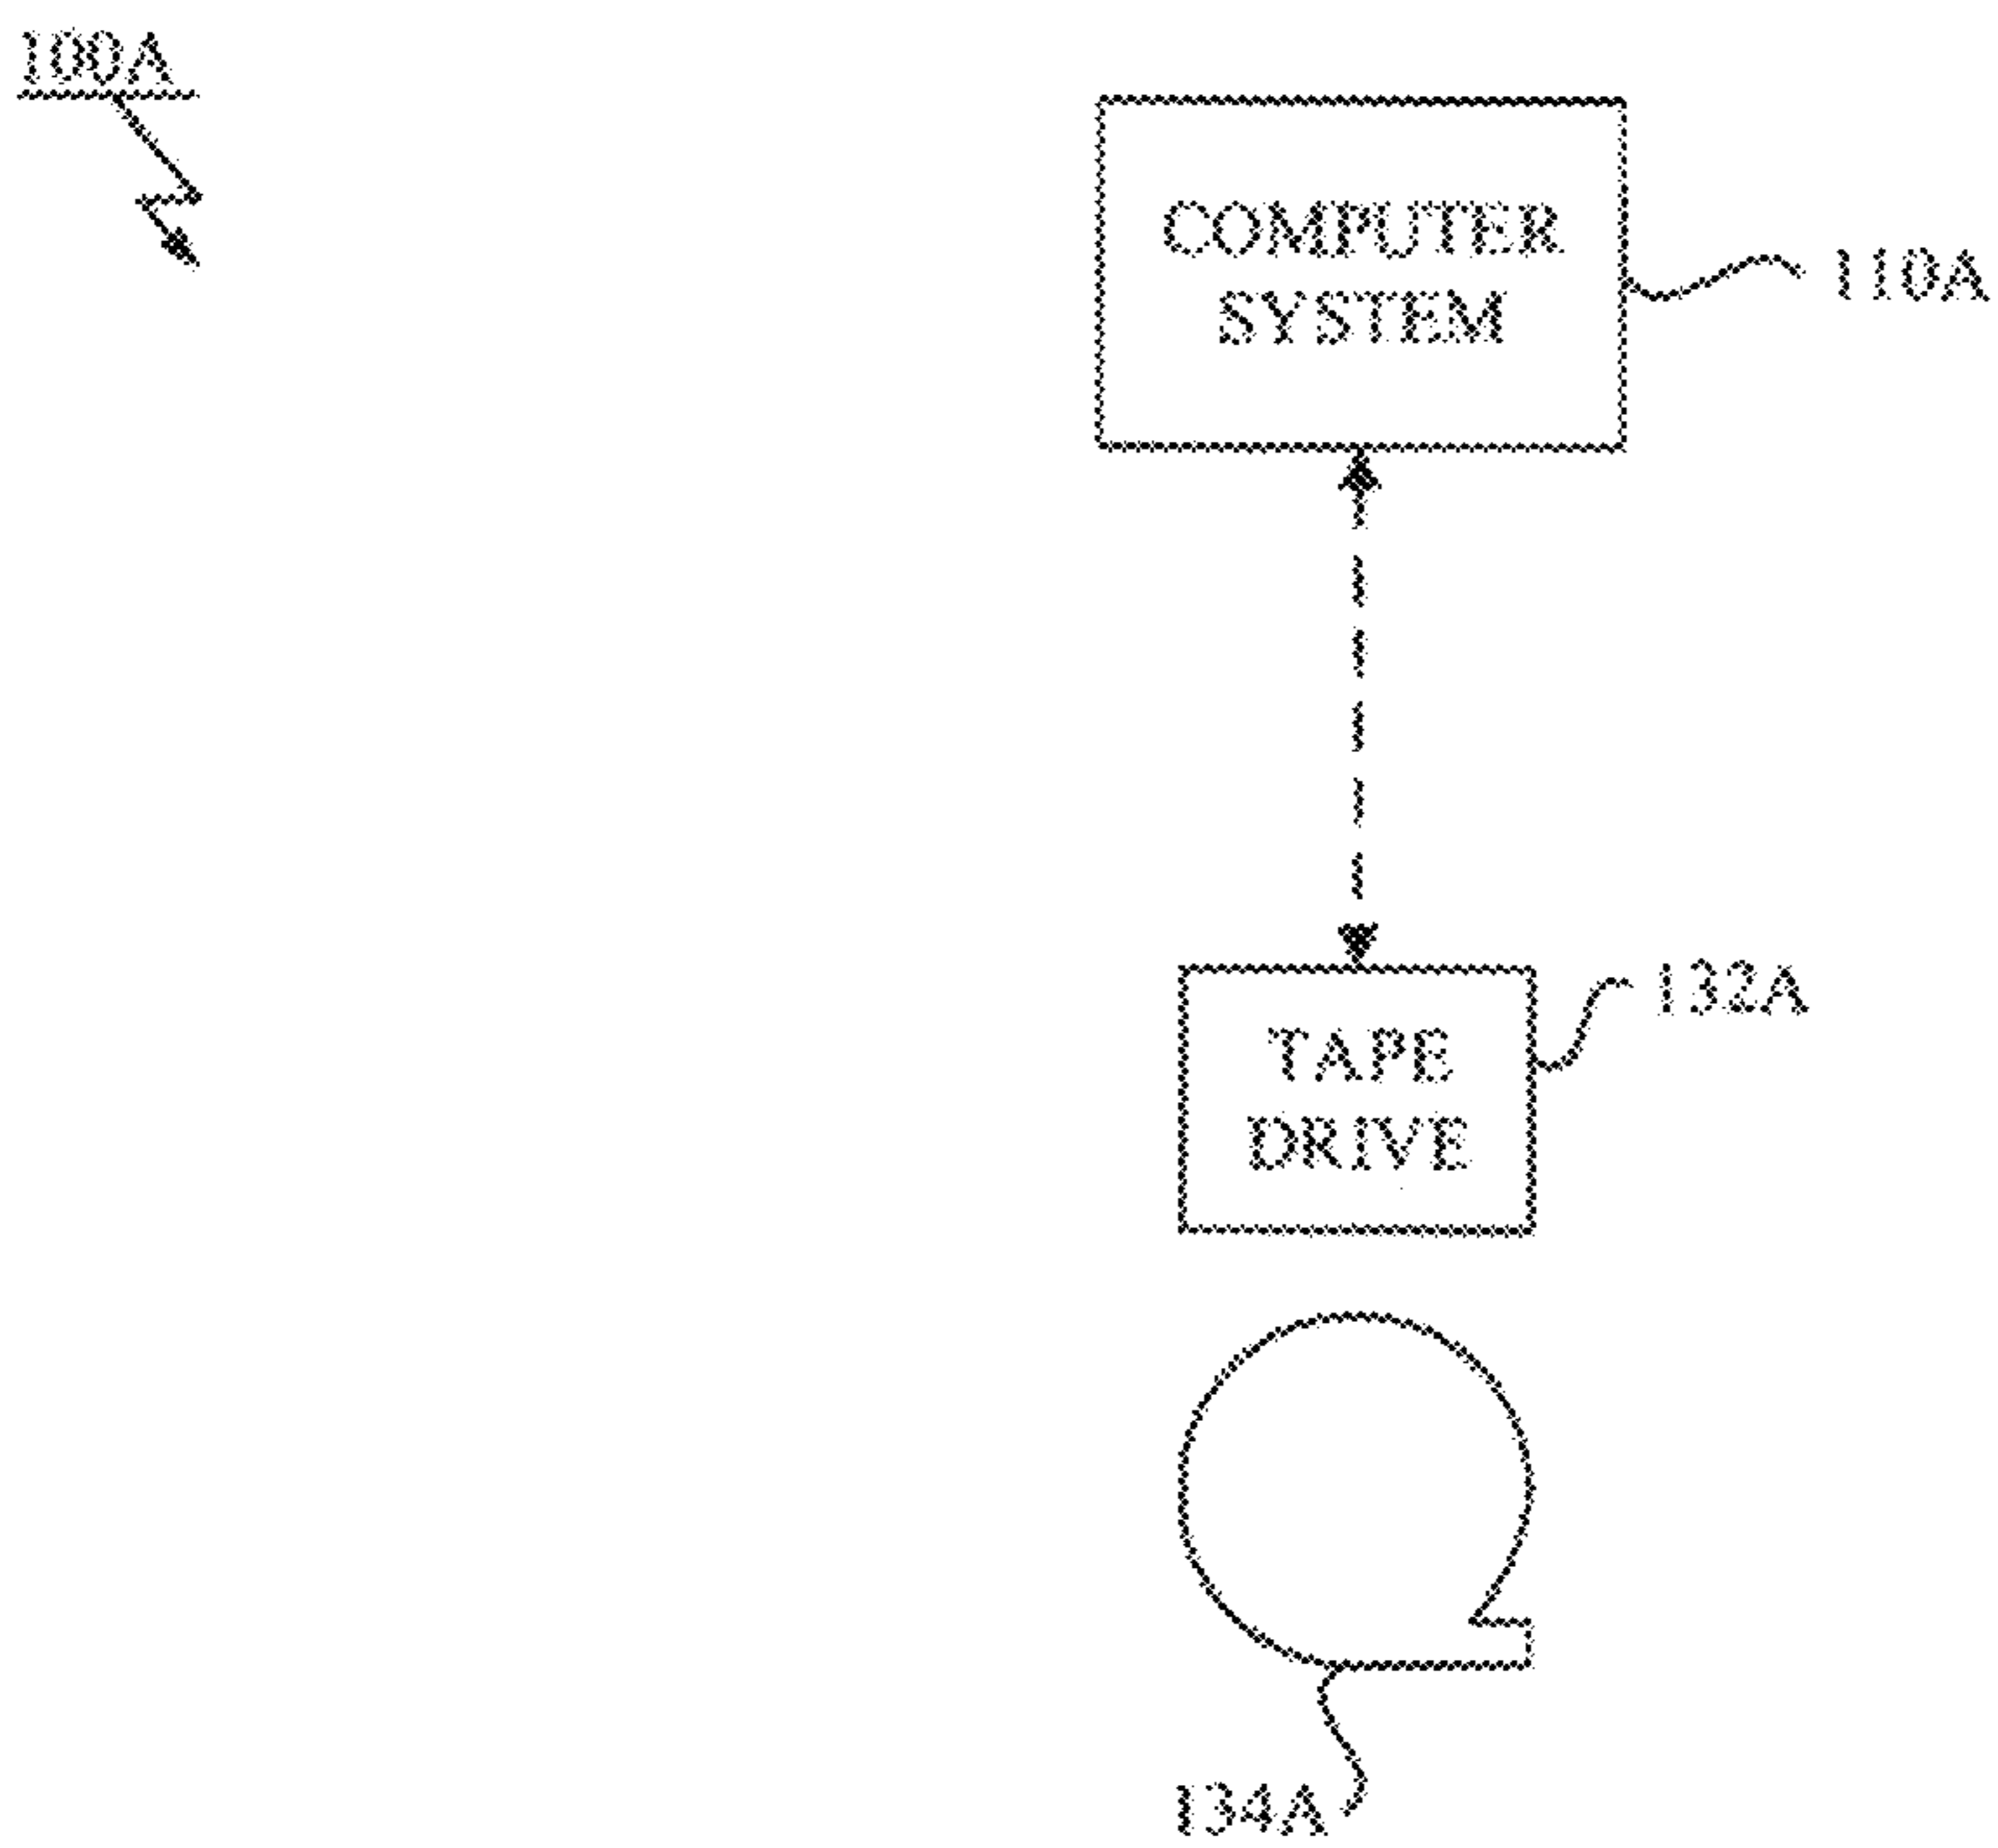 100A
COMPUTER
SYSTEM
110A
132A
TAPE
DRIVE
134A